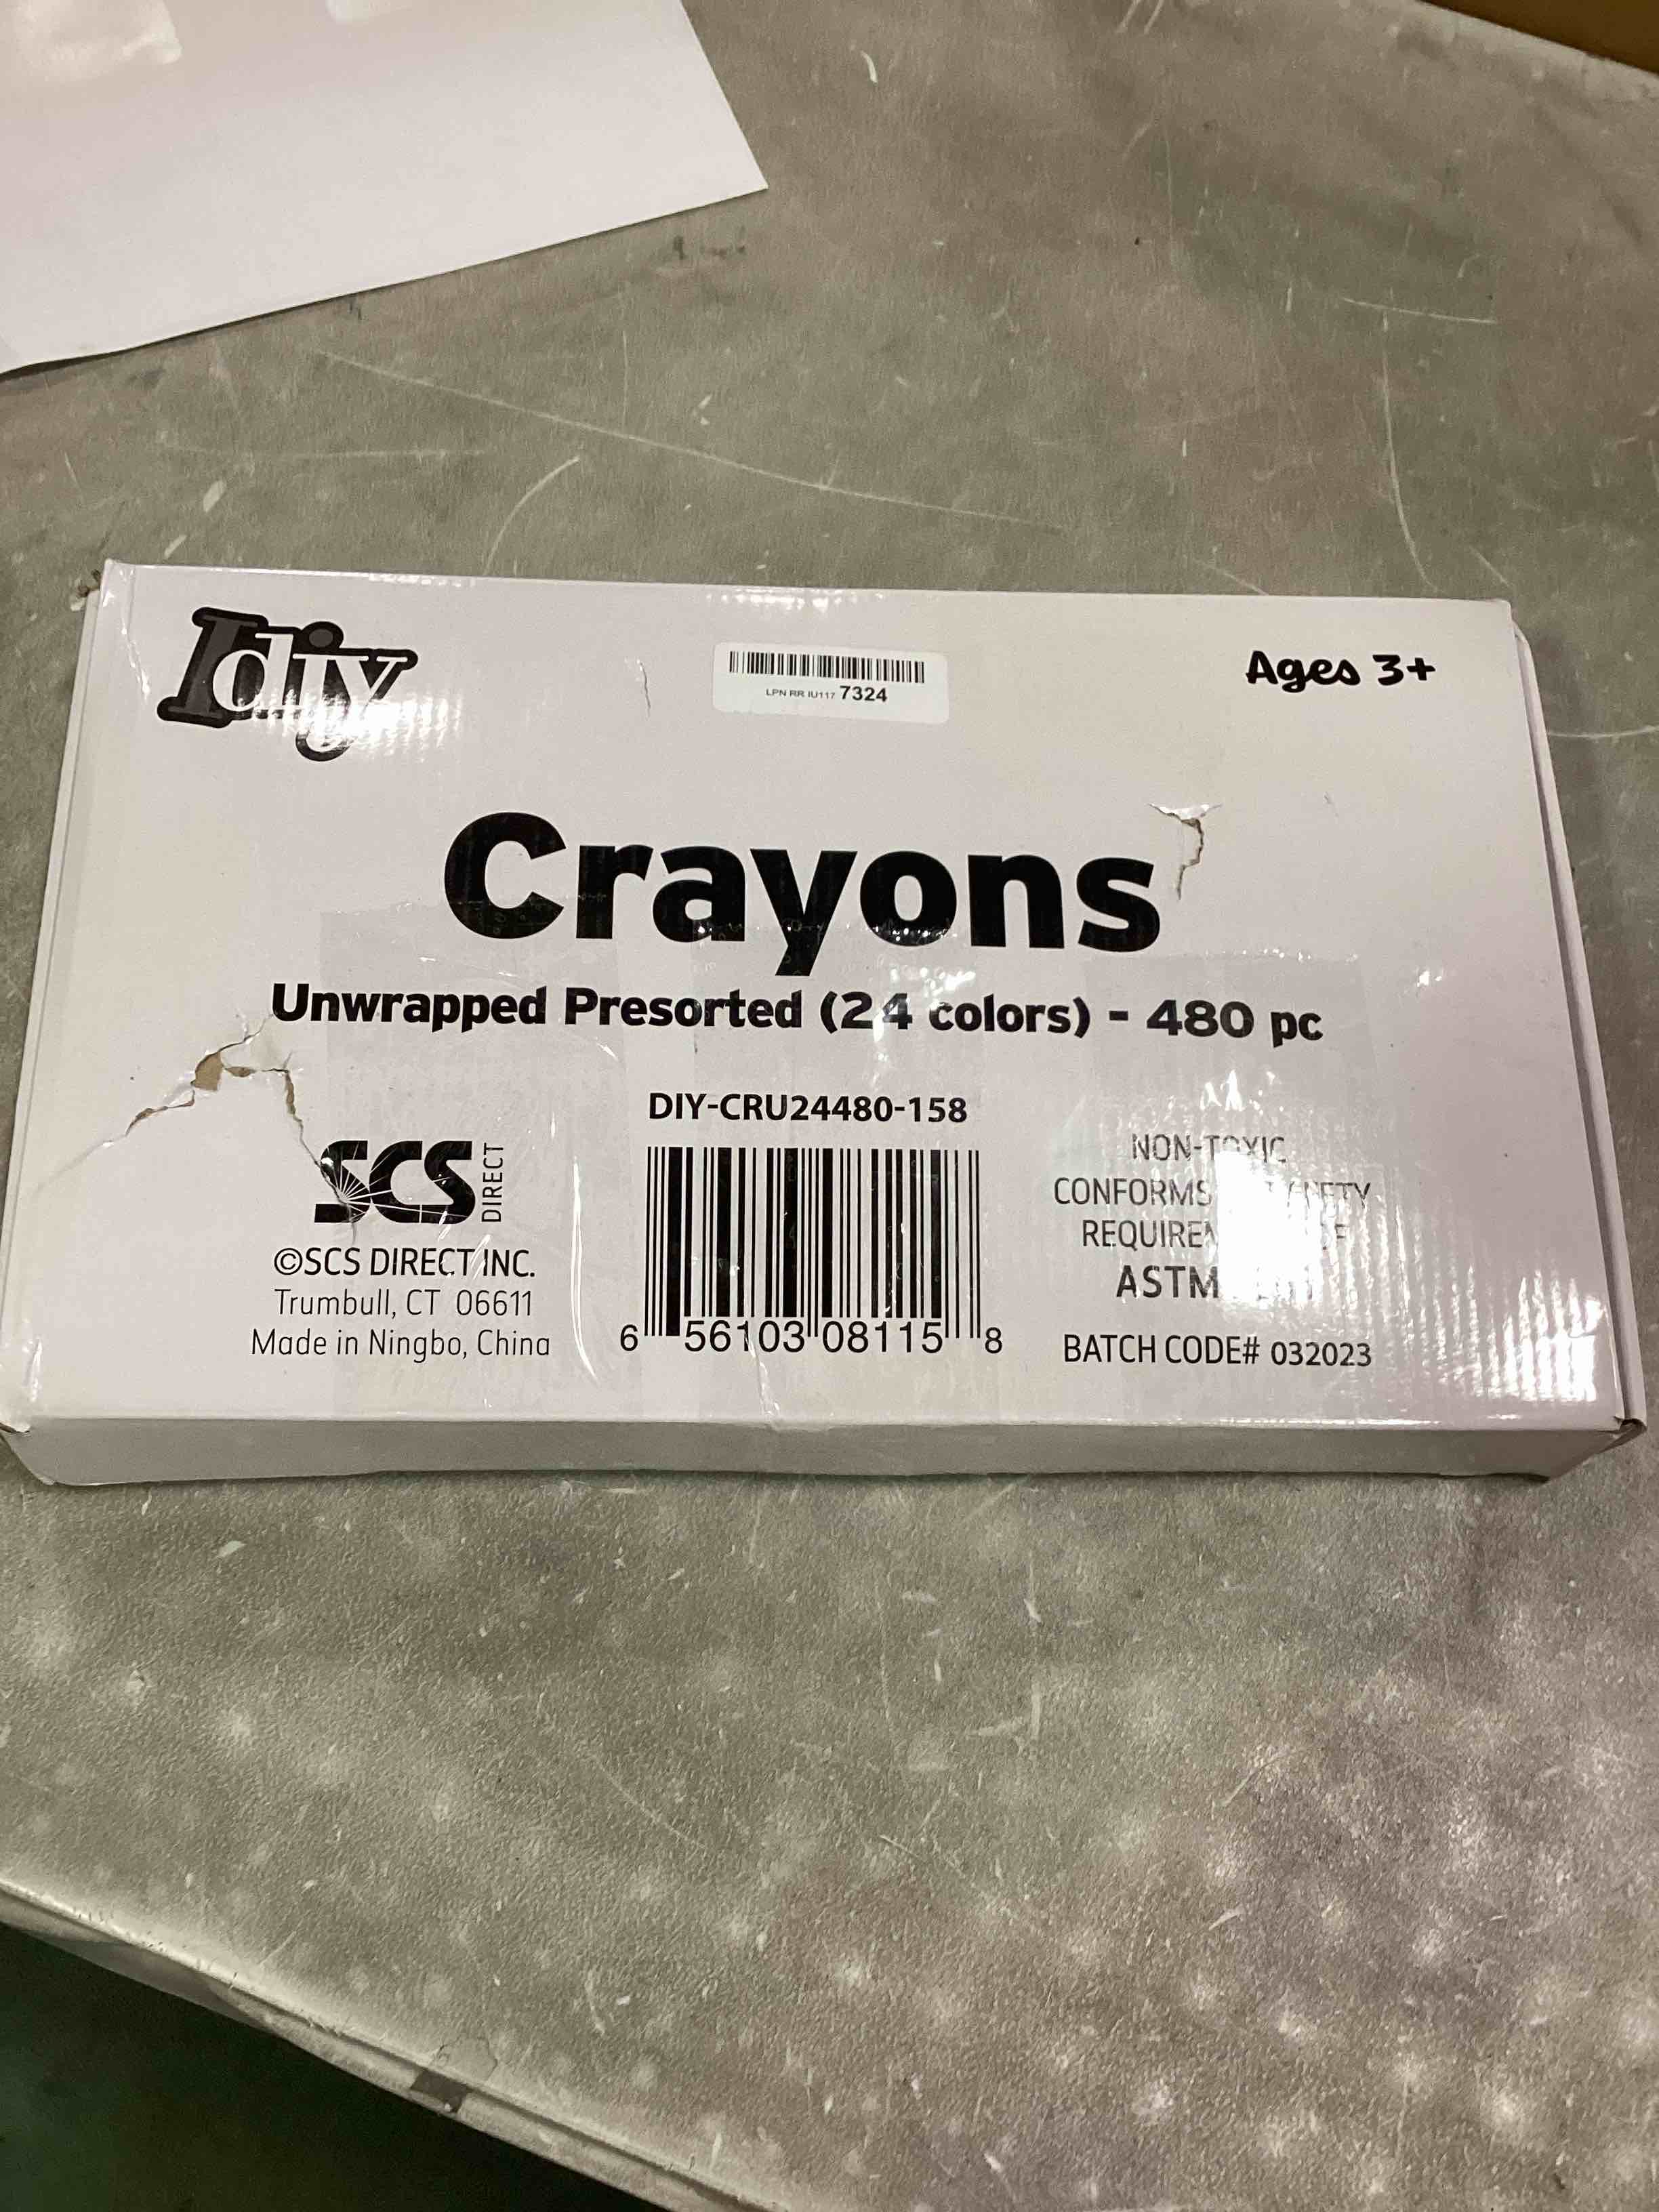 Idiy
LPN RR IU117 7324
Ages 3+
Crayons
Unwrapped Presorted (24 colors) - 480 pc
DIY-CRU24480-158
SCS DIRECT
©SCS DIRECT INC.
Trumbull, CT 06611
Made in Ningbo, China
6 56103 08115 8
NON-TOXIC
CONFORMS SAFETY
ASTM
BATCH CODE# 032023